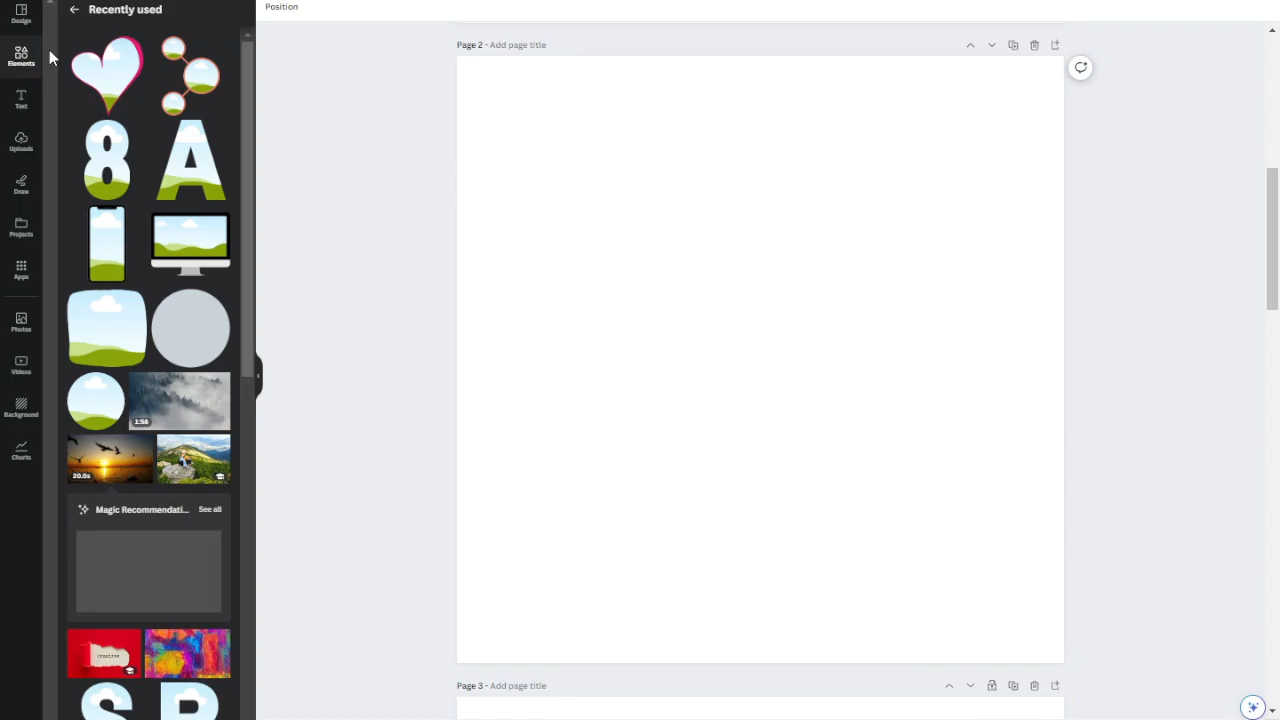 Design
Elements
Text
Uploads
Draw
Projects
Apps
Photos
Videos
Background
Charts
Recently used
8 A
1:58
20.0s
Magic Recommendati...
See all
creative
S R
Position
Page 2 - Add page title
Page 3 - Add page title